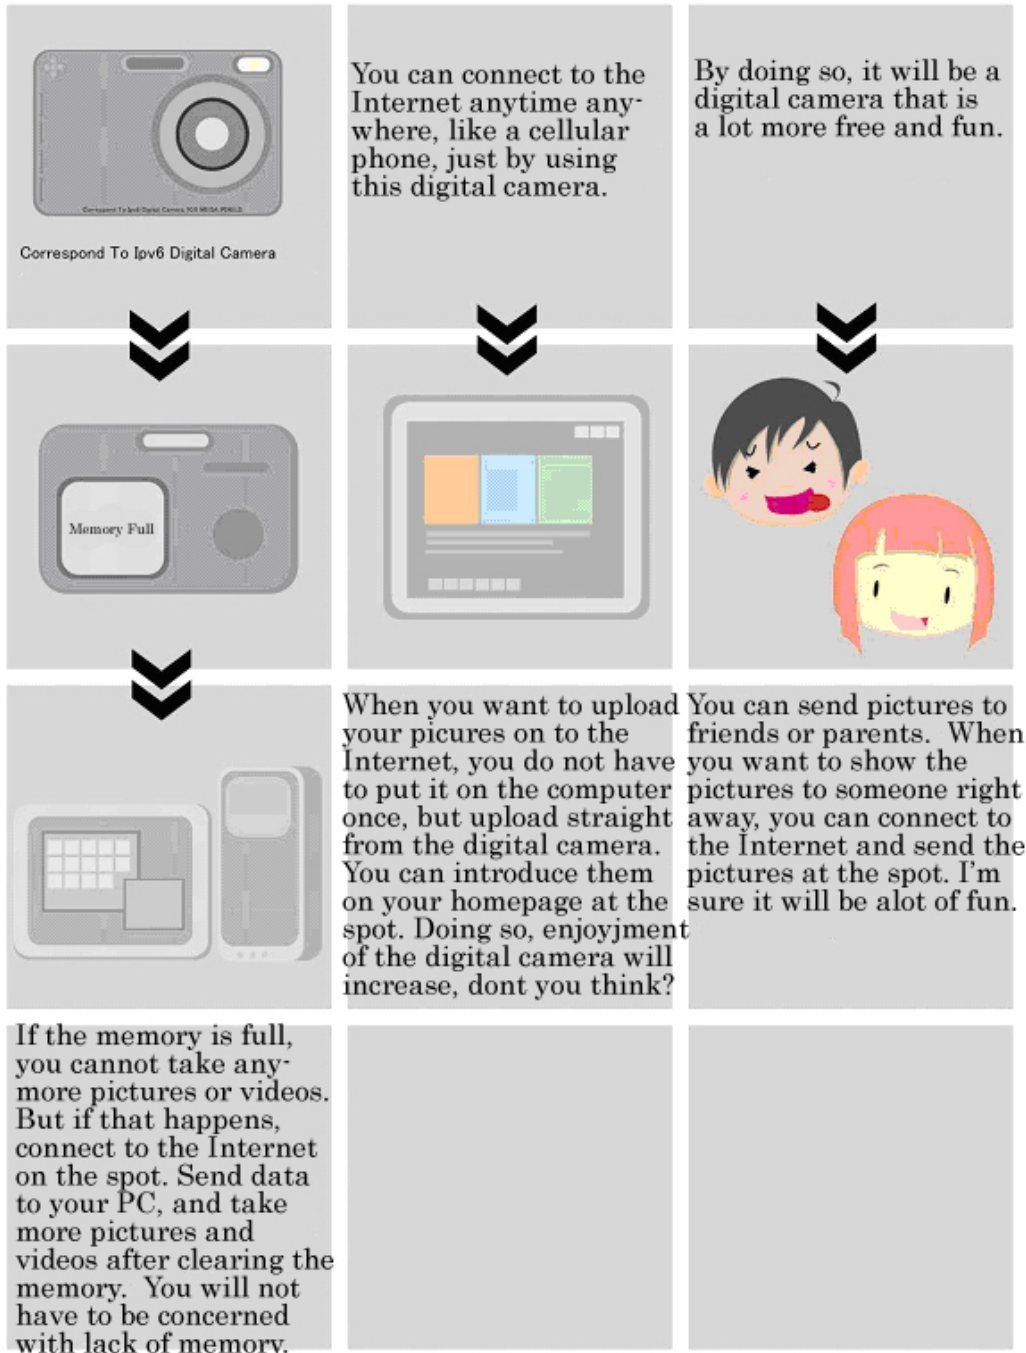 You can connect to the
Internet anytime any-
where, like a cellular
phone, just by using
this digital camera.
By doing so, it will be a
digital camera that is
a lot more free and fun.
Correspond To Ipv6 Digital Camera
Memory Full
When you want to upload
your picures on to the
Internet, you do not have
to put it on the computer
once, but upload straight
from the digital camera.
You can introduce them
on your homepage at the
spot. Doing so, enjoyjment
of the digital camera will
increase, dont you think?
You can send pictures to
friends or parents.  When
you want to show the
pictures to someone right
away, you can connect to
the Internet and send the
pictures at the spot. I'm
sure it will be alot of fun.
If the memory is full,
you cannot take any-
more pictures or videos.
But if that happens,
connect to the Internet
on the spot. Send data
to your PC, and take
more pictures and
videos after clearing the
memory.  You will not
have to be concerned
with lack of memory.